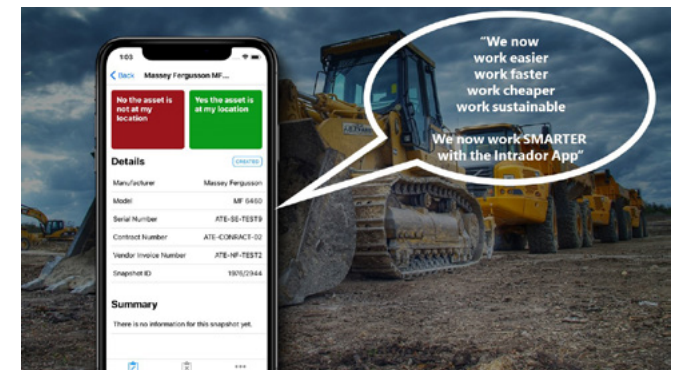 1:03
Back Massey Fergusson MF...
No the asset is
not at my
location
Yes the asset is
at my location
Details
CREATED
Manufacturer Massey Fergusson
Model MF 6460
Serial Number ATE-SE-TEST9
Contract Number ATE-CONRACT-02
Vendor Invoice Number ATE-NF-TEST2
Snapshot ID 1976/2944
Summary
There is no information for this snapshot yet.
"We now
work easier
work faster
work cheaper
work sustainable
We now work SMARTER
with the Intrador App"